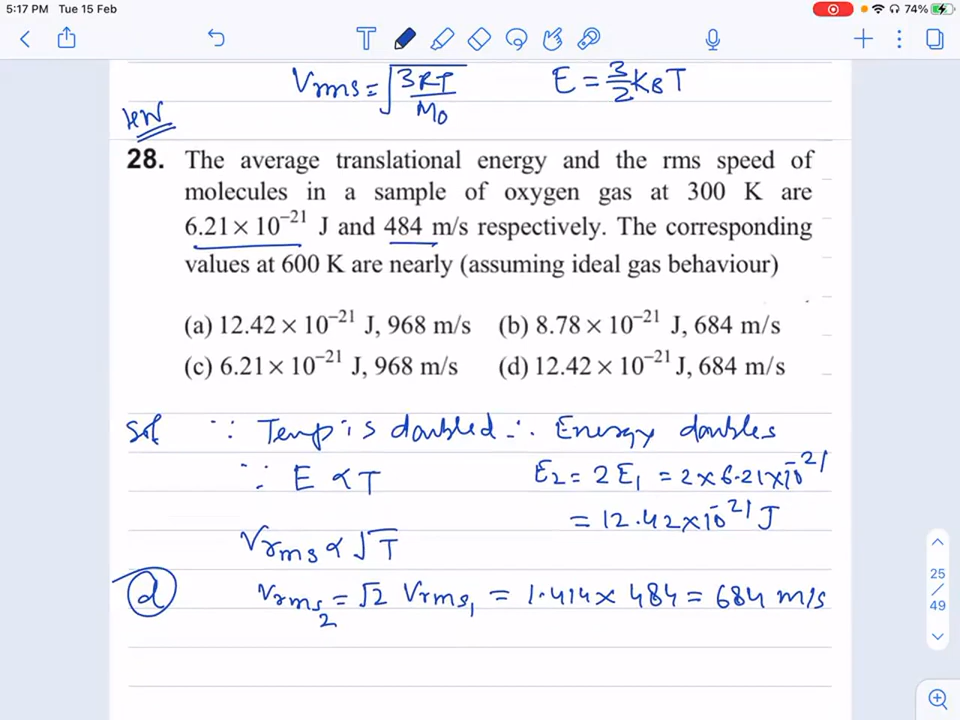 5:17 PM Tue 15 Feb
74%
Vrms = √3RT/M₀ E = 3/2 KBT
HW
28. The average translational energy and the rms speed of
molecules in a sample of oxygen gas at 300 K are
6.21 × 10⁻²¹ J and 484 m/s respectively. The corresponding
values at 600 K are nearly (assuming ideal gas behaviour)
(a) 12.42 × 10⁻²¹ J, 968 m/s (b) 8.78 × 10⁻²¹ J, 684 m/s
(c) 6.21 × 10⁻²¹ J, 968 m/s (d) 12.42 × 10⁻²¹ J, 684 m/s
Sol ∵ Temp is doubled ∴ Energy doubles
∵ E ∝ T E₂ = 2E₁ = 2 × 6.21 × 10⁻²¹
= 12.42 × 10⁻²¹ J
Vrms ∝ √T
d Vrms₂ = √2 Vrms₁ = 1.414 × 484 = 684 m/s
25
/
49